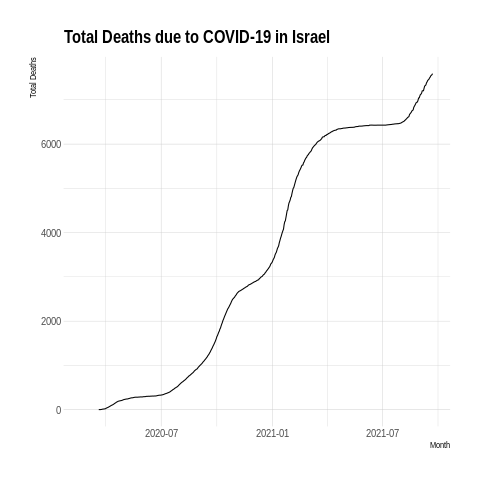 Total Deaths due to COVID-19 in Israel
Total Deaths
6000
4000
2000
0
2020-07 2021-01 2021-07
Month